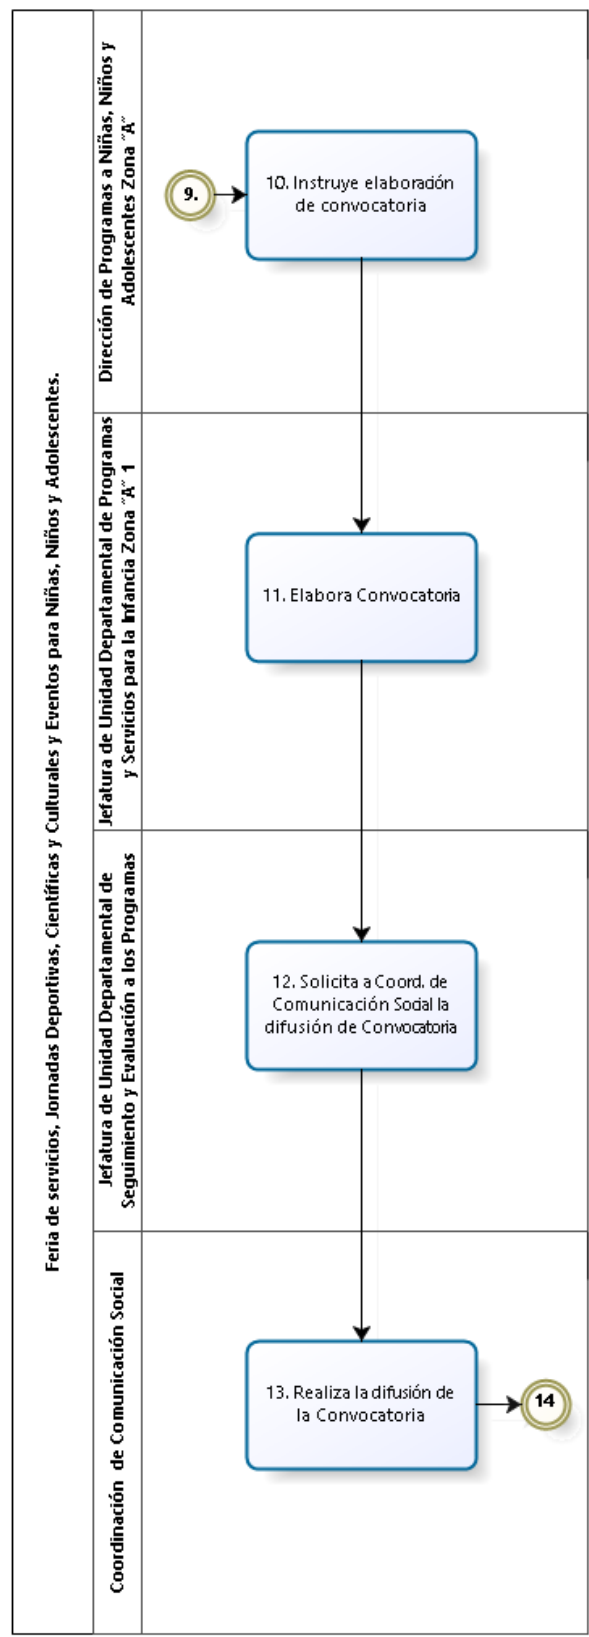 Feria de servicios, Jornadas Deportivas, Científicas y Culturales y Eventos para Niñas, Niños y Adolescentes.
Dirección de Programas a Niñas, Niños y
Adolescentes Zona ˝A˝
9.
10. Instruye elaboración
de convocatoria
Jefatura de Unidad Departamental de Programas
y Servicios para la Infancia Zona ˝A˝ 1
11. Elabora Convocatoria
Jefatura de Unidad Departamental de
Seguimiento y Evaluación a los Programas
12. Solicita a Coord. de
Comunicación Social la
difusión de Convocatoria
Coordinación de Comunicación Social
13. Realiza la difusión de
la Convocatoria
14